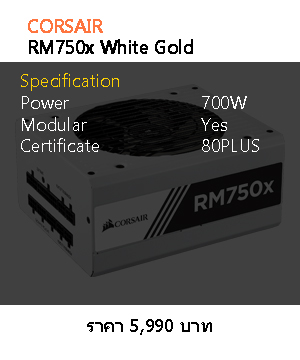 CORSAIR
RM750x White Gold
Specification
Power 700W
Modular Yes
Certificate 80PLUS
CORSAIR
RM750x
ราคา 5,990 บาท